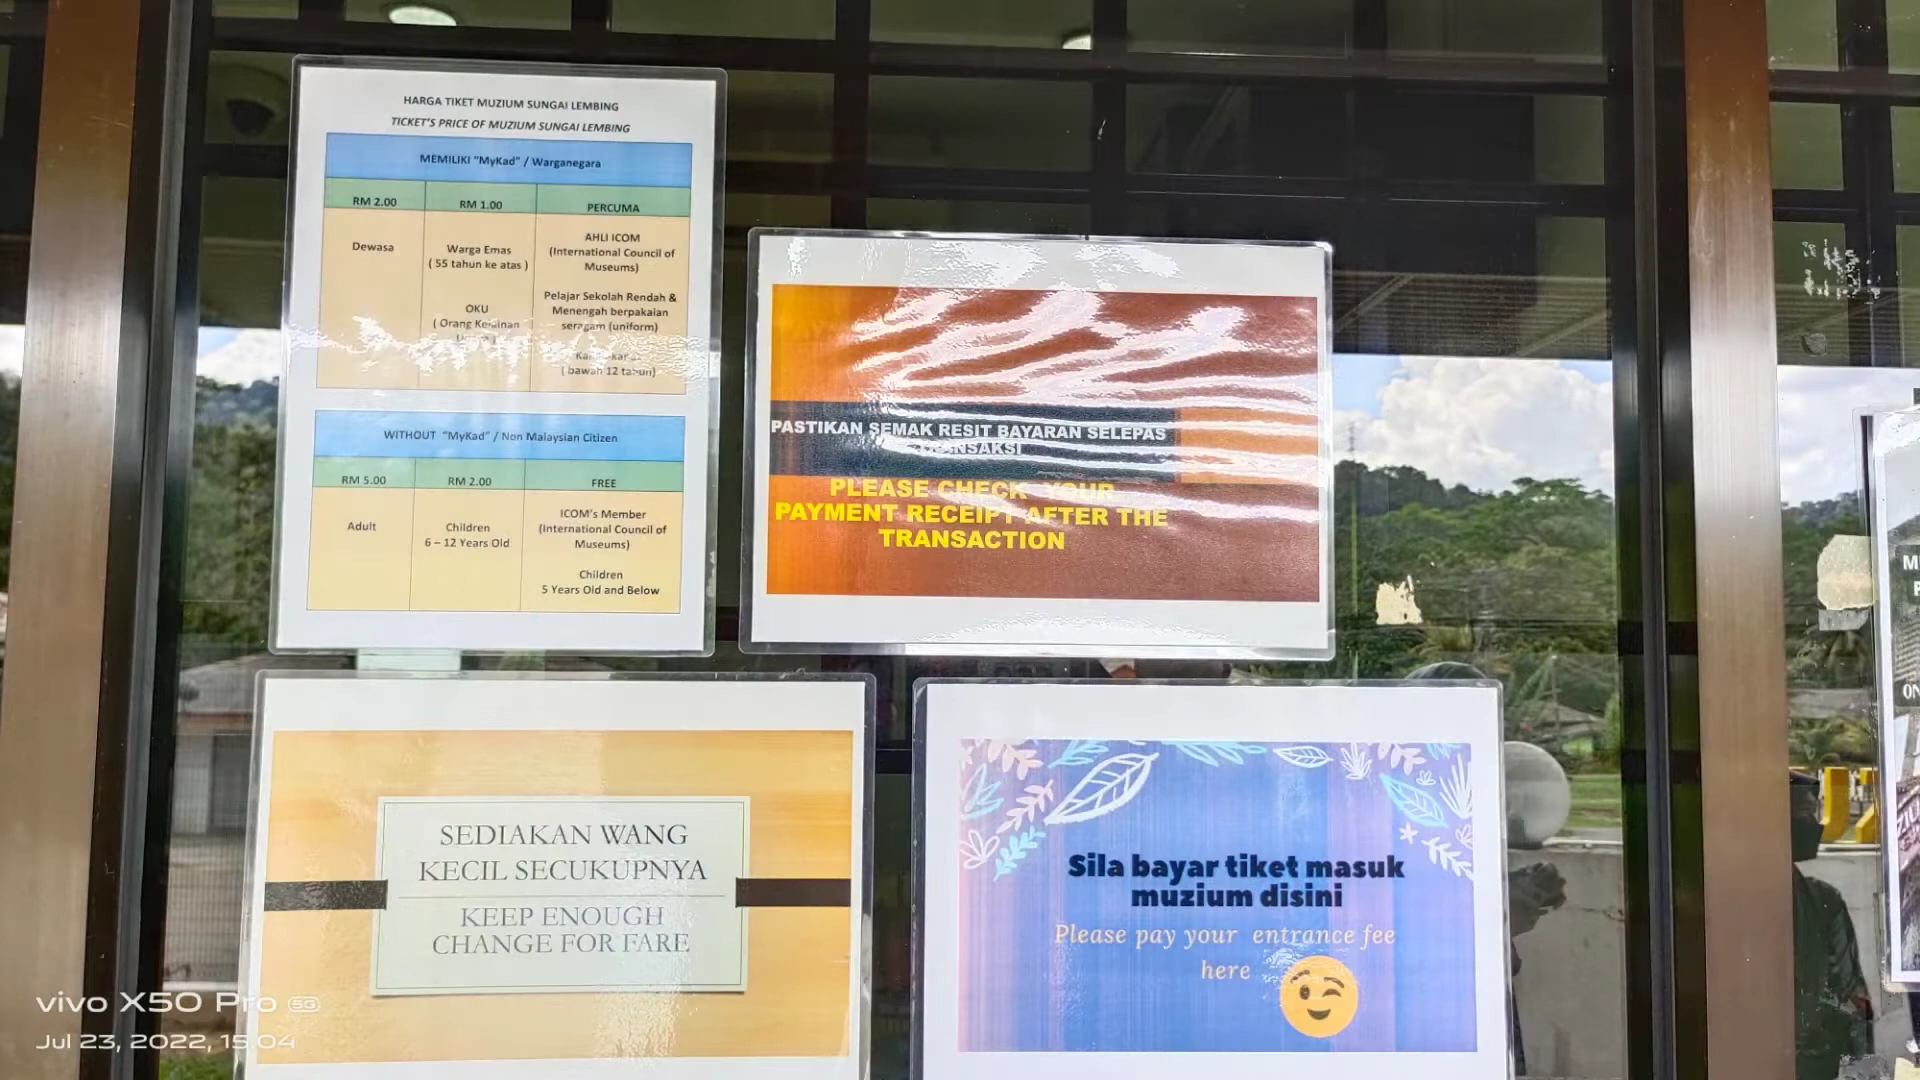 HARGA TIKET MUZIUM SUNGAI LEMBING
TICKET'S PRICE OF MUZIUM SUNGAI LEMBING
MEMILIKI "MyKad" / Warganegara
RM 2.00
RM 1.00
PERCUMA
Dewasa
Warga Emas
( 55 tahun ke atas )
OKU
( Orang
AHLI ICOM
(International Council of
Museums)
Pelajar Sekolah Rendah &
Menengah berpakaian
seragam (uniform)
( bawah 12 tahun)
WITHOUT "MyKad" / Non Malaysian Citizen
RM 5.00
RM 2.00
FREE
Adult
Children
6 – 12 Years Old
ICOM's Member
(International Council of
Museums)
Children
5 Years Old and Below
PASTIKAN SEMAK RESIT BAYARAN SELEPAS
PLEASE CHECK YOUR
PAYMENT RECEIPT AFTER THE
TRANSACTION
SEDIAKAN WANG
KECIL SECUKUPNYA
KEEP ENOUGH
CHANGE FOR FARE
Sila bayar tiket masuk
muzium disini
Please pay your entrance fee
here
vivo X50 Pro 5G
Jul 23, 2022, 15.04